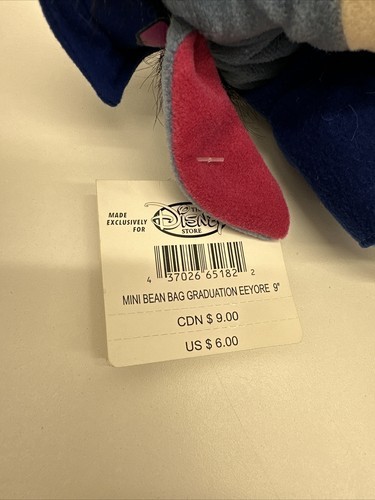 MADE
EXCLUSIVELY
FOR
THE
DISNEY
STORE
4 37026 65182 2
MINI BEAN BAG GRADUATION EEYORE 9"
CDN $ 9.00
US $ 6.00